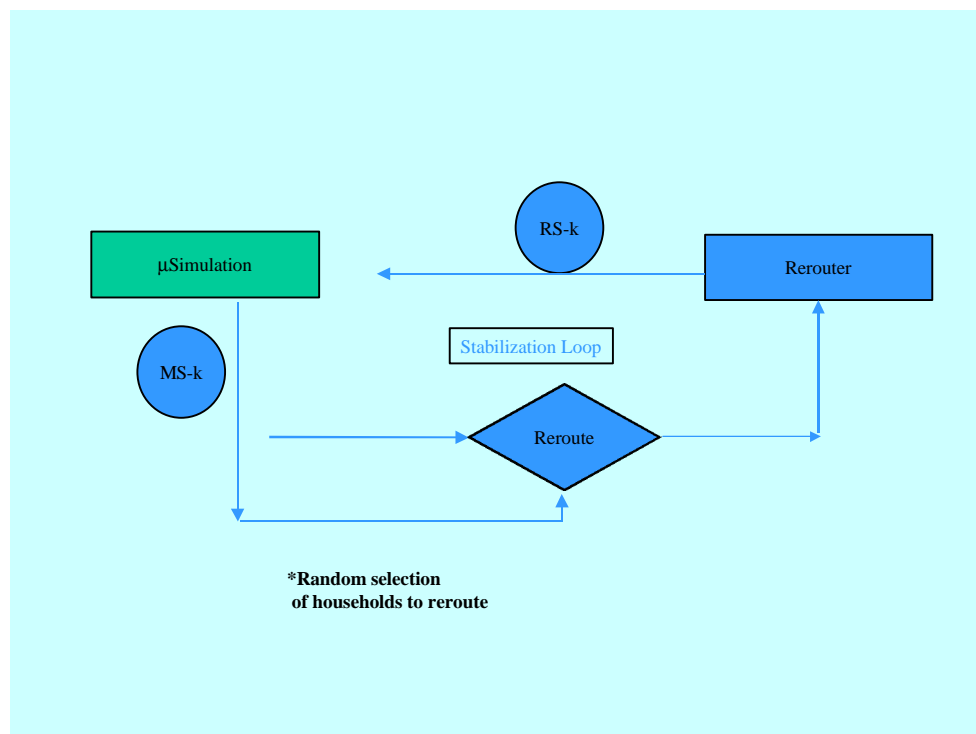 RS-k
μSimulation
Rerouter
Stabilization Loop
MS-k
Reroute
*Random selection
of households to reroute